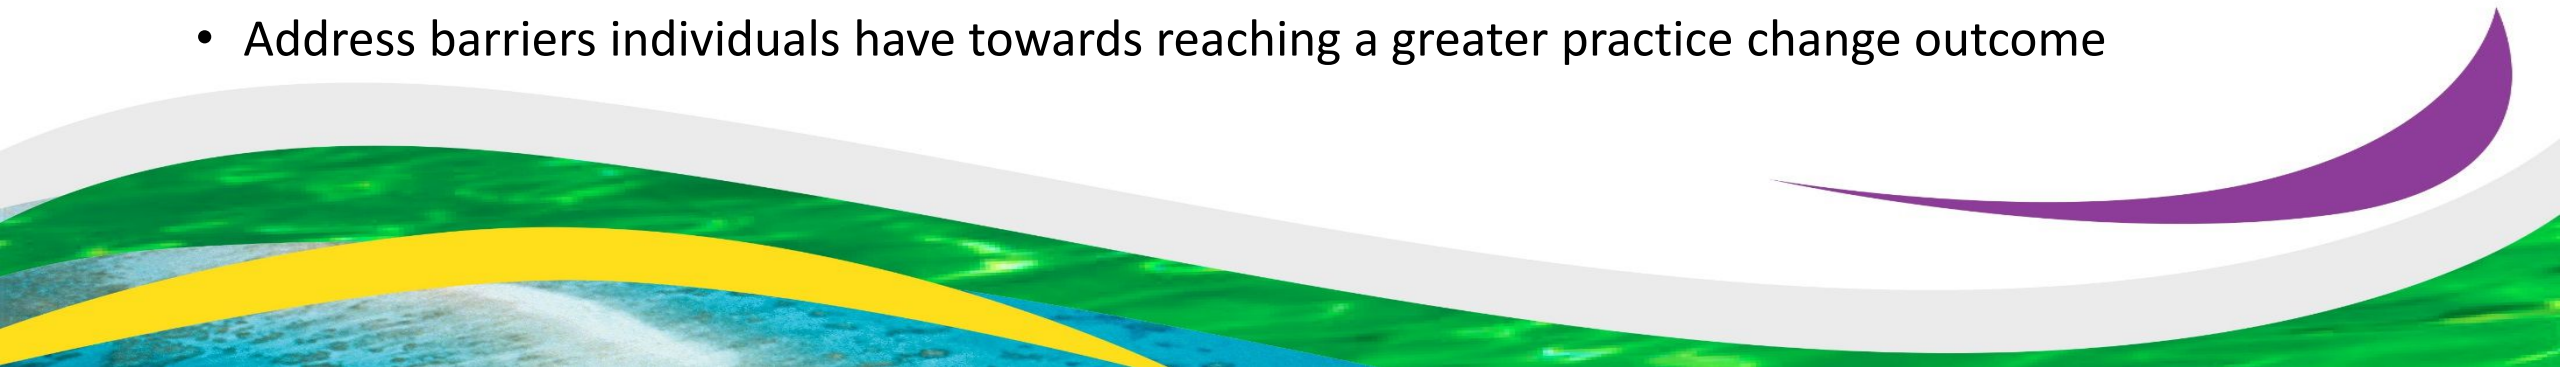 • Address barriers individuals have towards reaching a greater practice change outcome